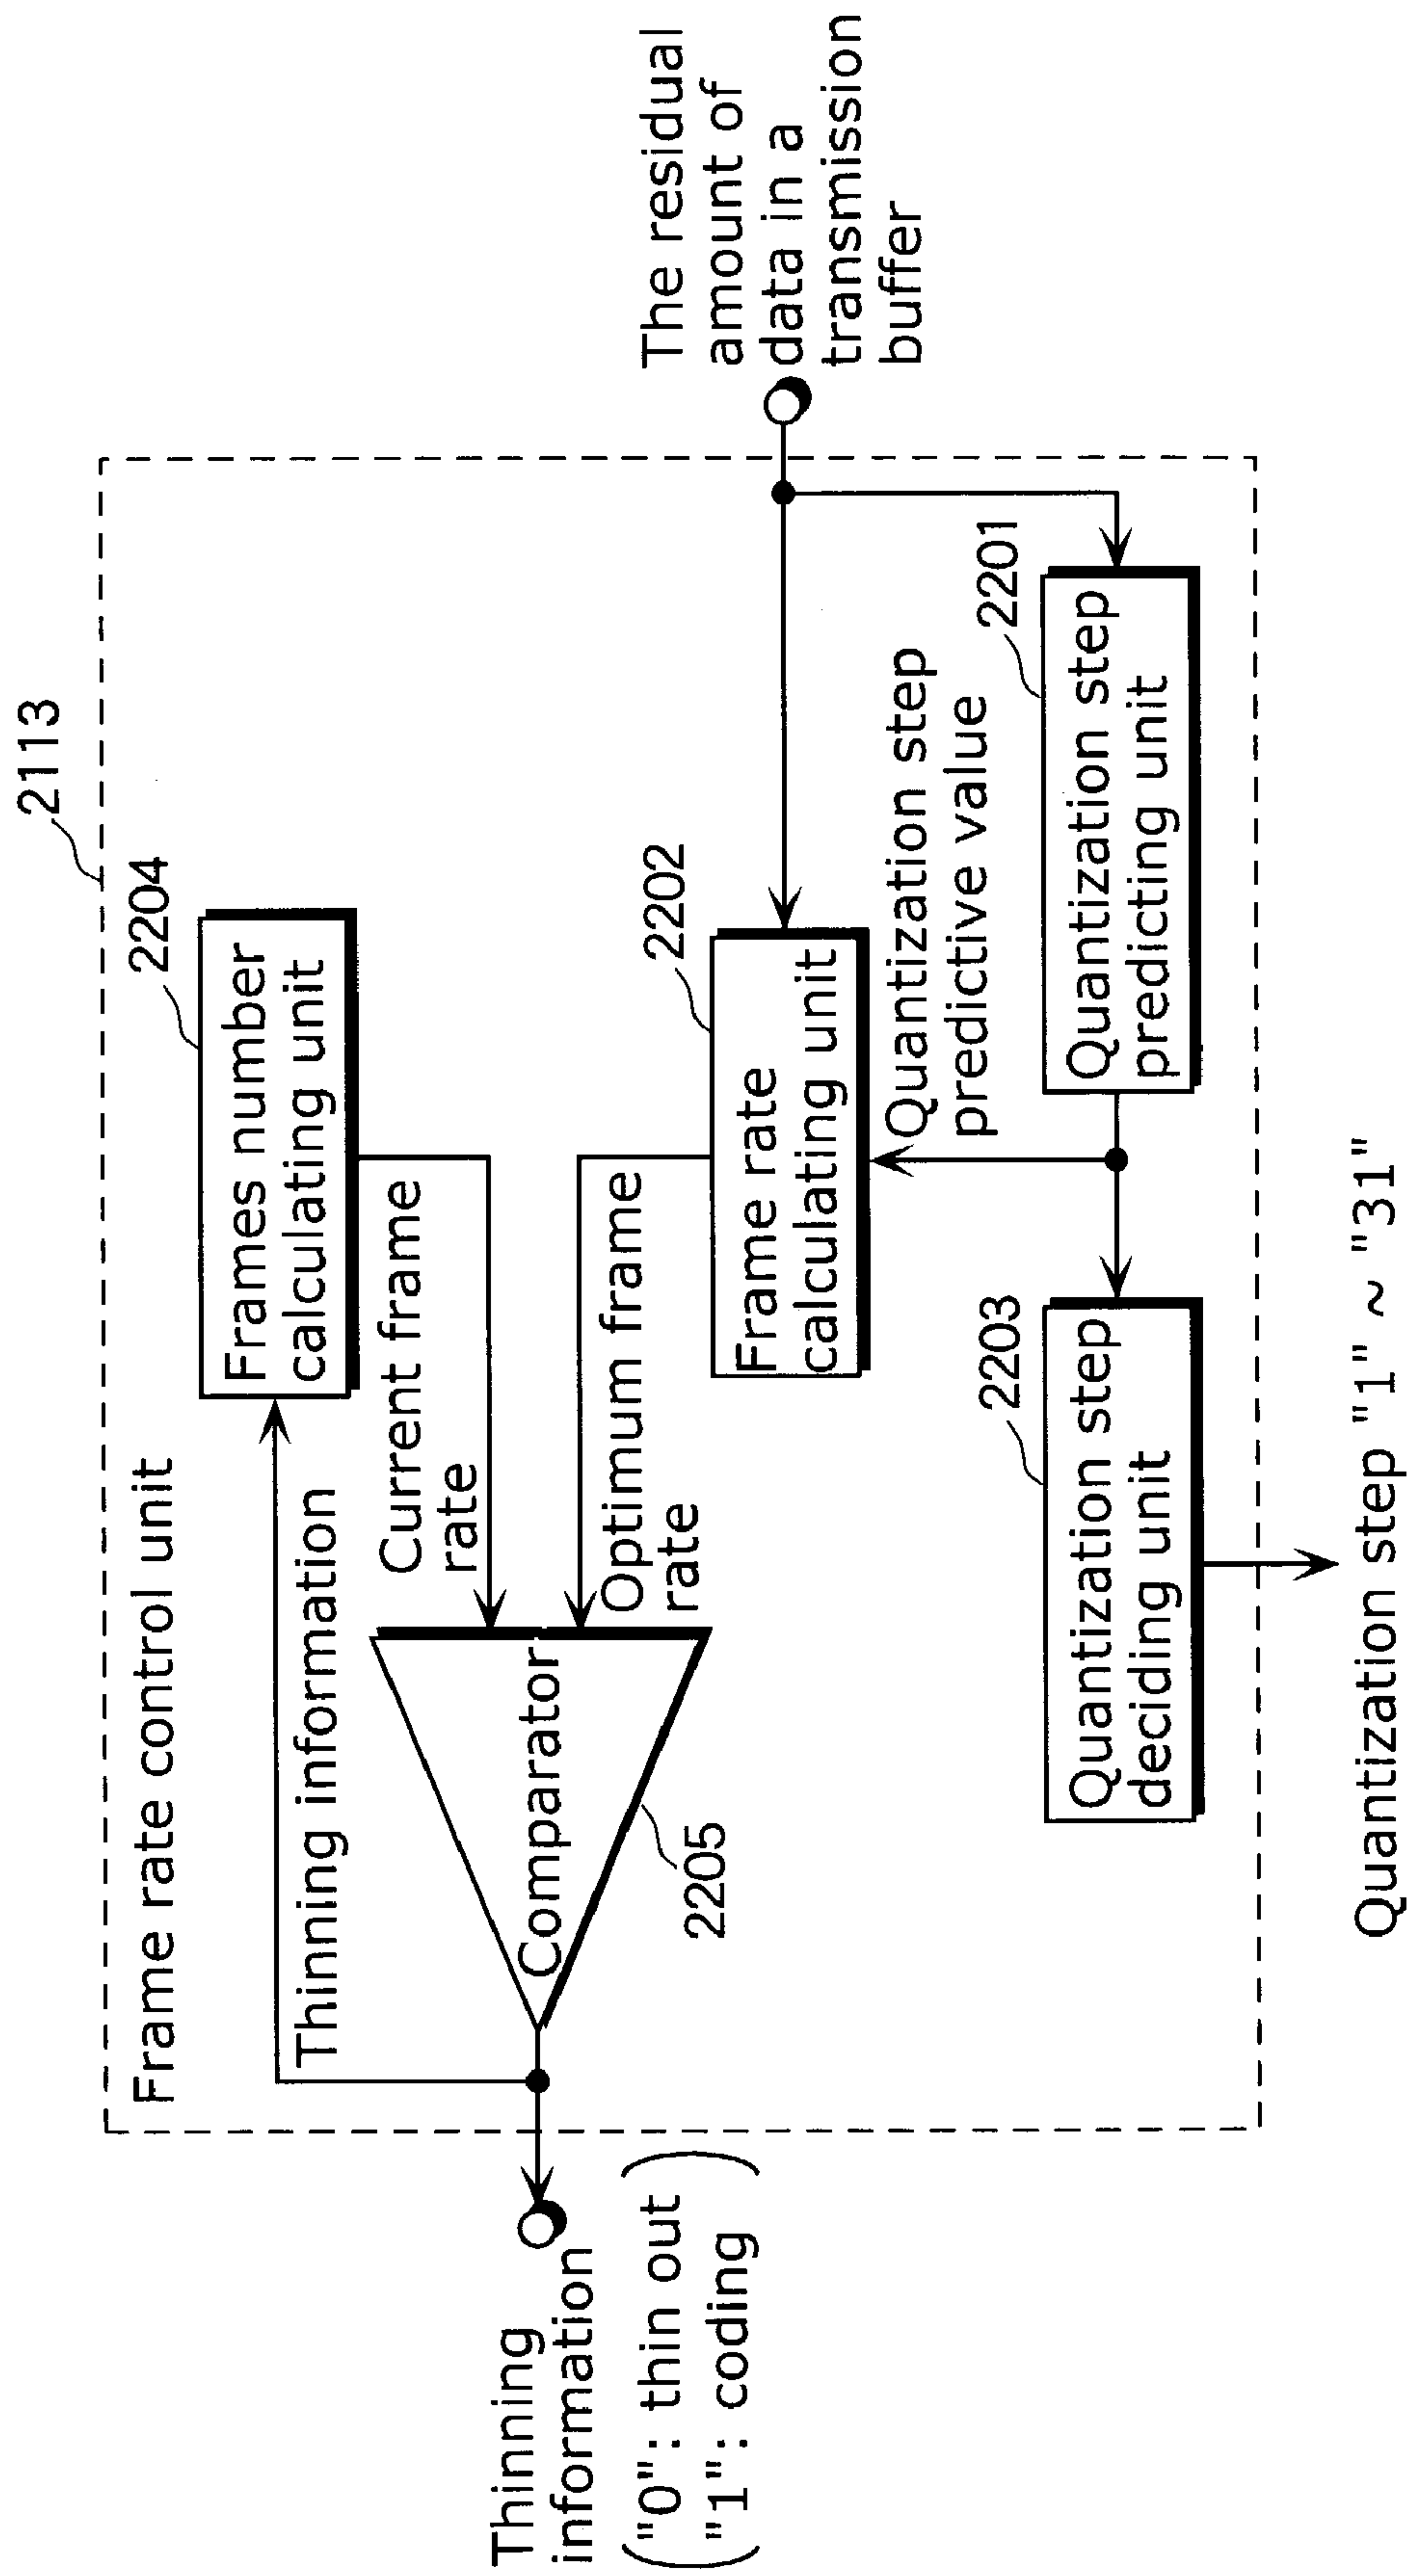 2113
Frame rate control unit
2204
Frames number
calculating unit
Thinning information
Current frame
rate
Thinning
information
"0": thin out
"1": coding
Comparator
2205
Optimum frame
rate
2202
Frame rate
calculating unit
The residual
amount of
data in a
transmission
buffer
Quantization step
predictive value
2203
Quantization step
deciding unit
2201
Quantization step
predicting unit
Quantization step "1" ~ "31"